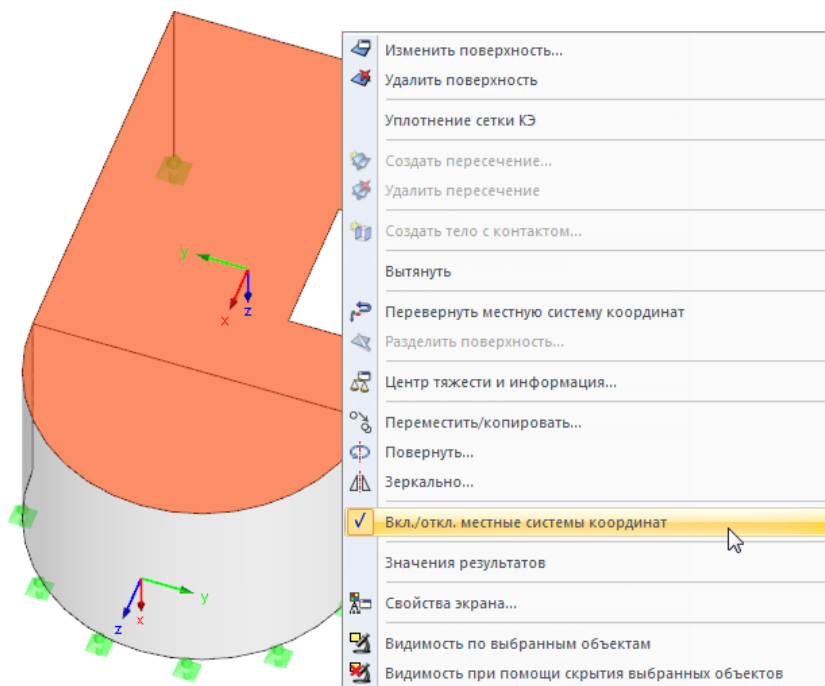 Изменить поверхность...
Удалить поверхность
Уплотнение сетки КЭ
Создать пересечение...
Удалить пересечение
Создать тело с контактом...
Вытянуть
y
z
x
Перевернуть местную систему координат
Разделить поверхность...
Центр тяжести и информация...
Переместить/копировать...
Повернуть...
Зеркально...
Вкл./откл. местные системы координат
Значения результатов
y
x
z
Свойства экрана...
Видимость по выбранным объектам
Видимость при помощи скрытия выбранных объектов